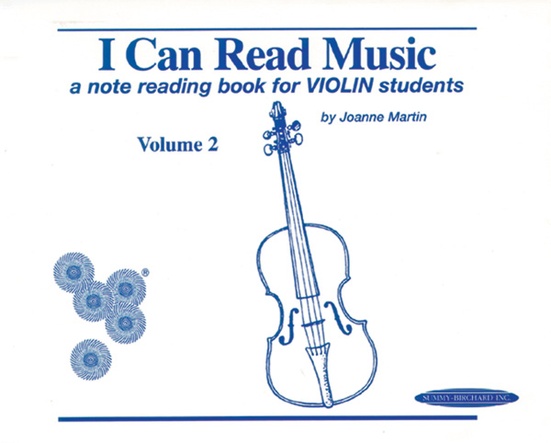 I Can Read Music
a note reading book for VIOLIN students
by Joanne Martin
Volume 2
®
SUMMY-BIRCHARD INC.